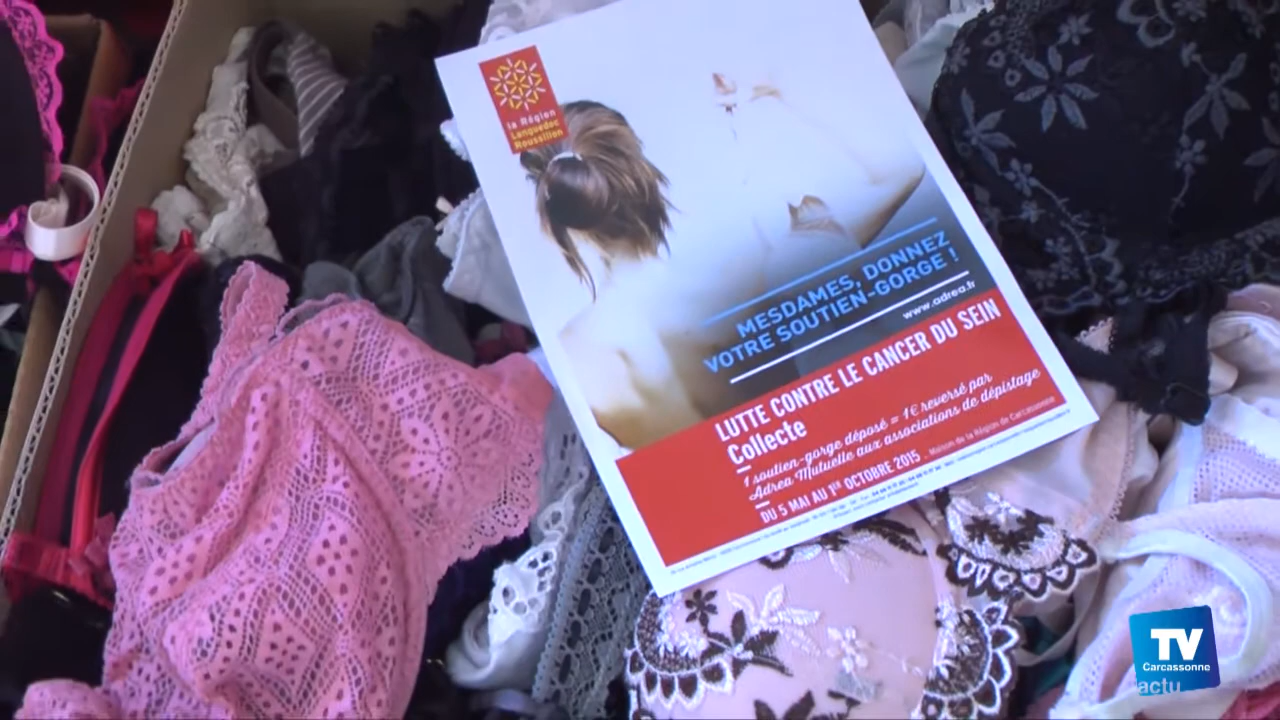 la Région
Languedoc
Roussillon
MESDAMES, DONNEZ
VOTRE SOUTIEN-GORGE !
www.adrea.fr
LUTTE CONTRE LE CANCER DU SEIN
Collecte
1 soutien-gorge déposé = 1€ reversé par
Adrea Mutuelle aux associations de dépistage
DU 5 MAI AU 1ER OCTOBRE 2015 - Maison de la Région de Carcassonne
TV
Carcassonne
actu